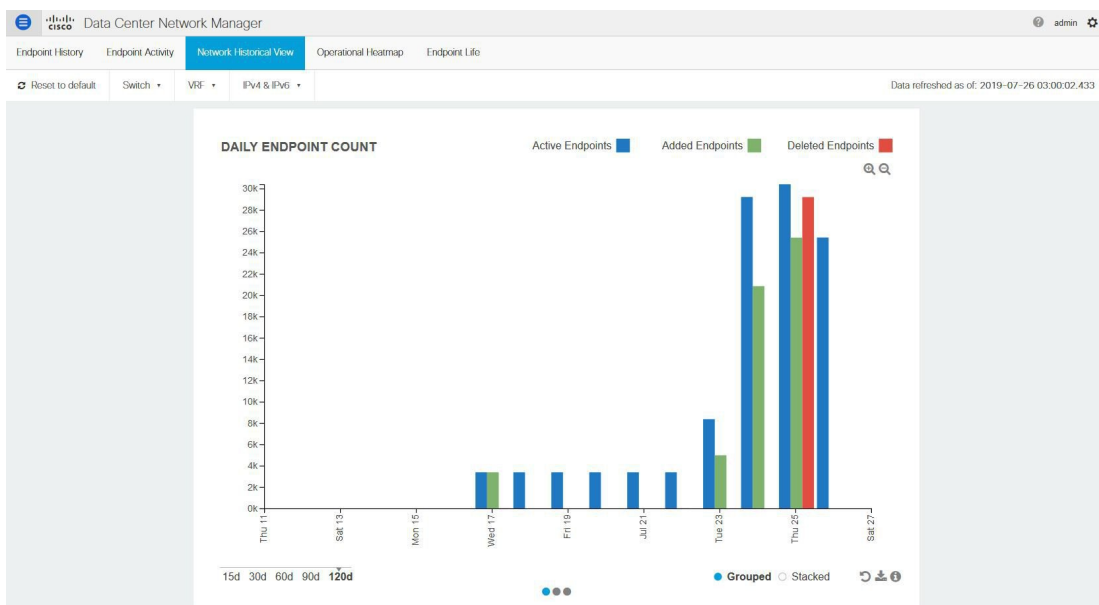 CISCO Data Center Network Manager
admin
Endpoint History Endpoint Activity Network Historical View Operational Heatmap Endpoint Life
Reset to default Switch VRF IPv4 & IPv6 Data refreshed as of: 2019-07-26 03:00:02.433
DAILY ENDPOINT COUNT
Active Endpoints Added Endpoints Deleted Endpoints
30k
28k
26k
24k
22k
20k
18k
16k
14k
12k
10k
8k
6k
4k
2k
0k
Thu 11 Sat 13 Mon 15 Wed 17 Fri 19 Jul 21 Tue 23 Thu 25 Sat 27
15d 30d 60d 90d 120d
Grouped Stacked